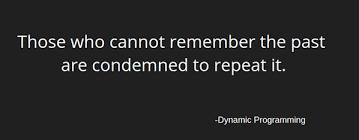 Those who cannot remember the past
are condemned to repeat it.
-Dynamic Programming